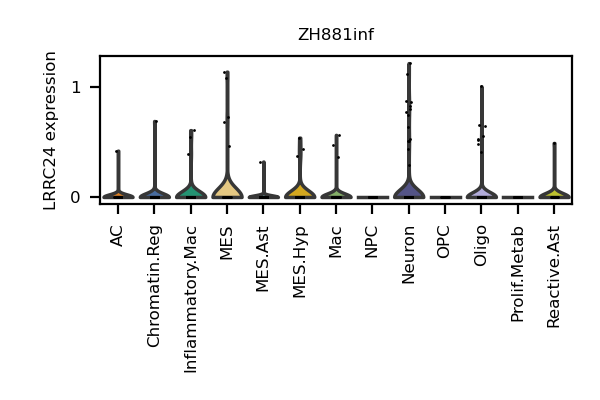 ZH881inf
LRRC24 expression
1
0
AC
Chromatin.Reg
Inflammatory.Mac
MES
MES.Ast
MES.Hyp
Mac
NPC
Neuron
OPC
Oligo
Prolif.Metab
Reactive.Ast